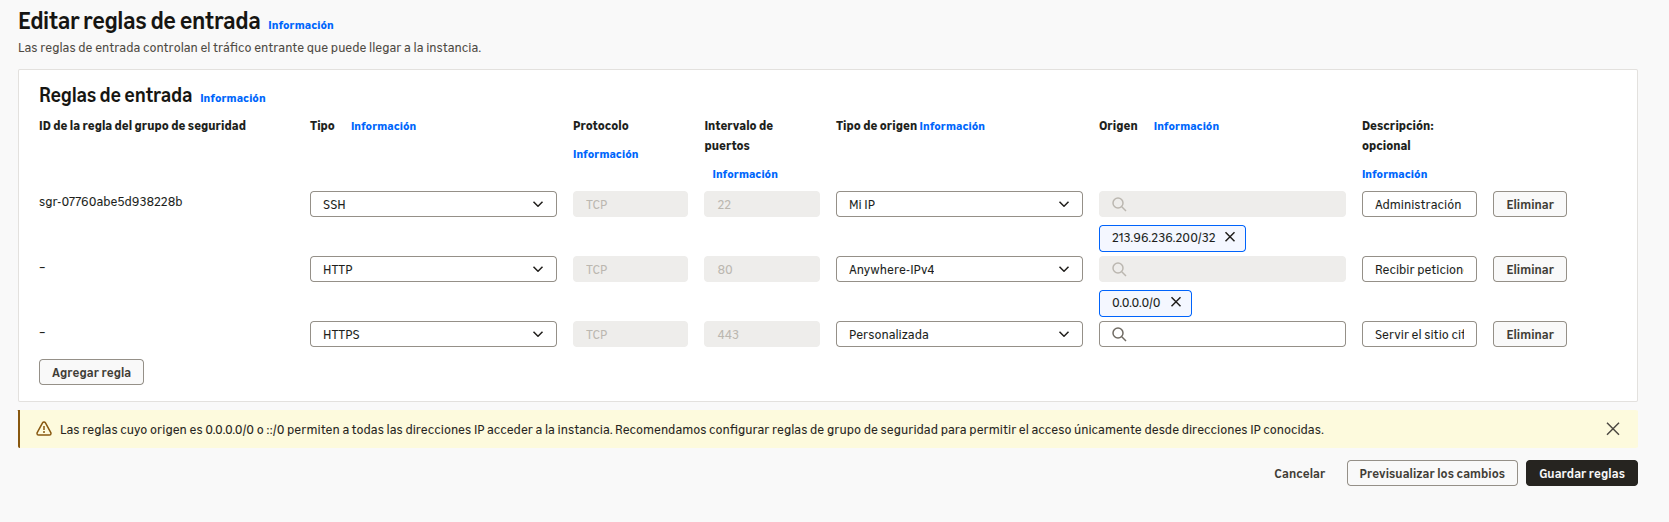 Editar reglas de entrada Información
Las reglas de entrada controlan el tráfico entrante que puede llegar a la instancia.
Reglas de entrada Información
ID de la regla del grupo de seguridad Tipo Información Protocolo Información Intervalo de puertos Información Tipo de origen Información Origen Información Descripción: opcional Información
sgr-07760abe5d938228b SSH TCP 22 Mi IP Administración Eliminar
213.96.236.200/32
– HTTP TCP 80 Anywhere-IPv4 Recibir peticion Eliminar
0.0.0.0/0
– HTTPS TCP 443 Personalizada Servir el sitio cif Eliminar
Agregar regla
Las reglas cuyo origen es 0.0.0.0/0 o ::/0 permiten a todas las direcciones IP acceder a la instancia. Recomendamos configurar reglas de grupo de seguridad para permitir el acceso únicamente desde direcciones IP conocidas.
Cancelar Previsualizar los cambios Guardar reglas